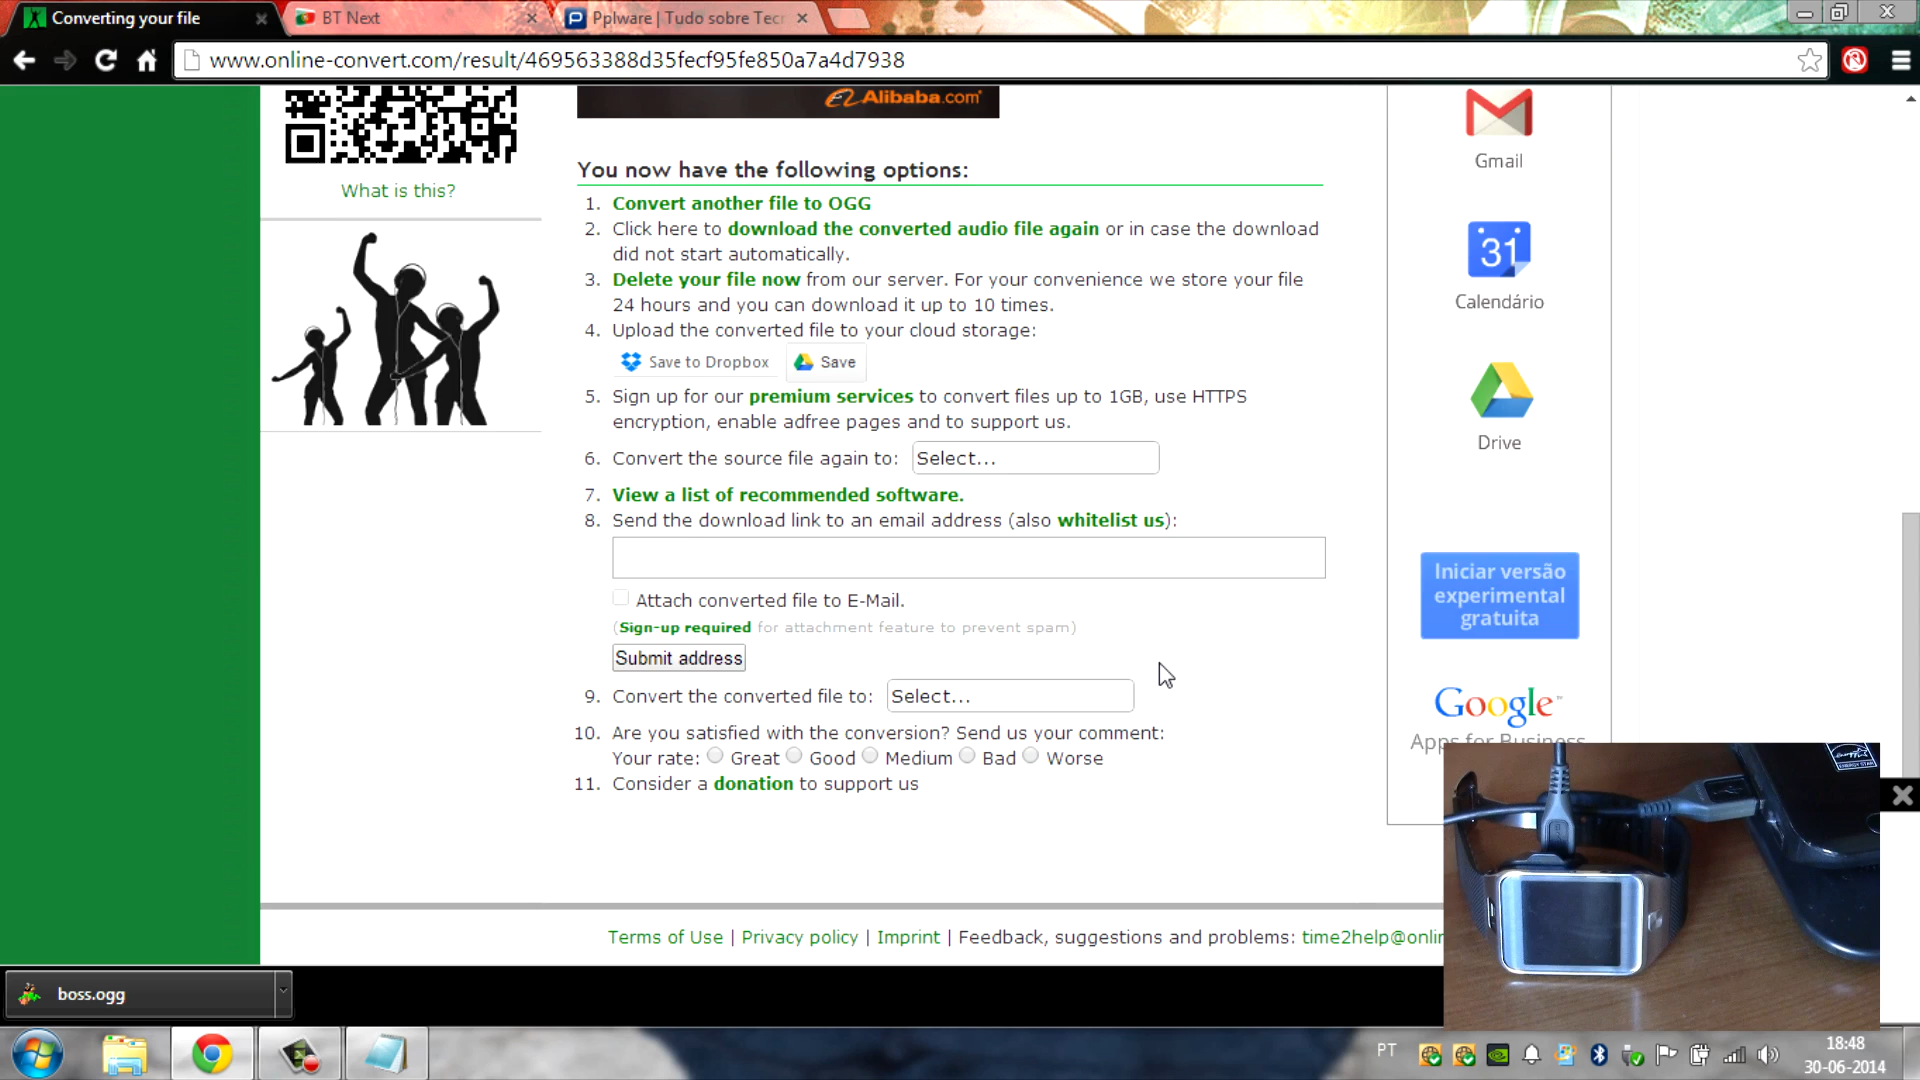 Converting your file
BT Next
Pplware | Tudo sobre Tecn
www.online-convert.com/result/469563388d35fecf95fe850a7a4d7938
Alibaba.com
What is this?
You now have the following options:
1. Convert another file to OGG
2. Click here to download the converted audio file again or in case the download
did not start automatically.
3. Delete your file now from our server. For your convenience we store your file
24 hours and you can download it up to 10 times.
4. Upload the converted file to your cloud storage:
Save to Dropbox Save
5. Sign up for our premium services to convert files up to 1GB, use HTTPS
encryption, enable adfree pages and to support us.
6. Convert the source file again to: Select...
7. View a list of recommended software.
8. Send the download link to an email address (also whitelist us):
Attach converted file to E-Mail.
(Sign-up required for attachment feature to prevent spam)
Submit address
9. Convert the converted file to: Select...
10. Are you satisfied with the conversion? Send us your comment:
Your rate: Great Good Medium Bad Worse
11. Consider a donation to support us
Gmail
31
Calendário
Drive
Iniciar versão
experimental
gratuita
Google™
Apps for Business
ENERGY STAR
Terms of Use | Privacy policy | Imprint | Feedback, suggestions and problems: time2help@onlin
boss.ogg
PT
18:48
30-06-2014